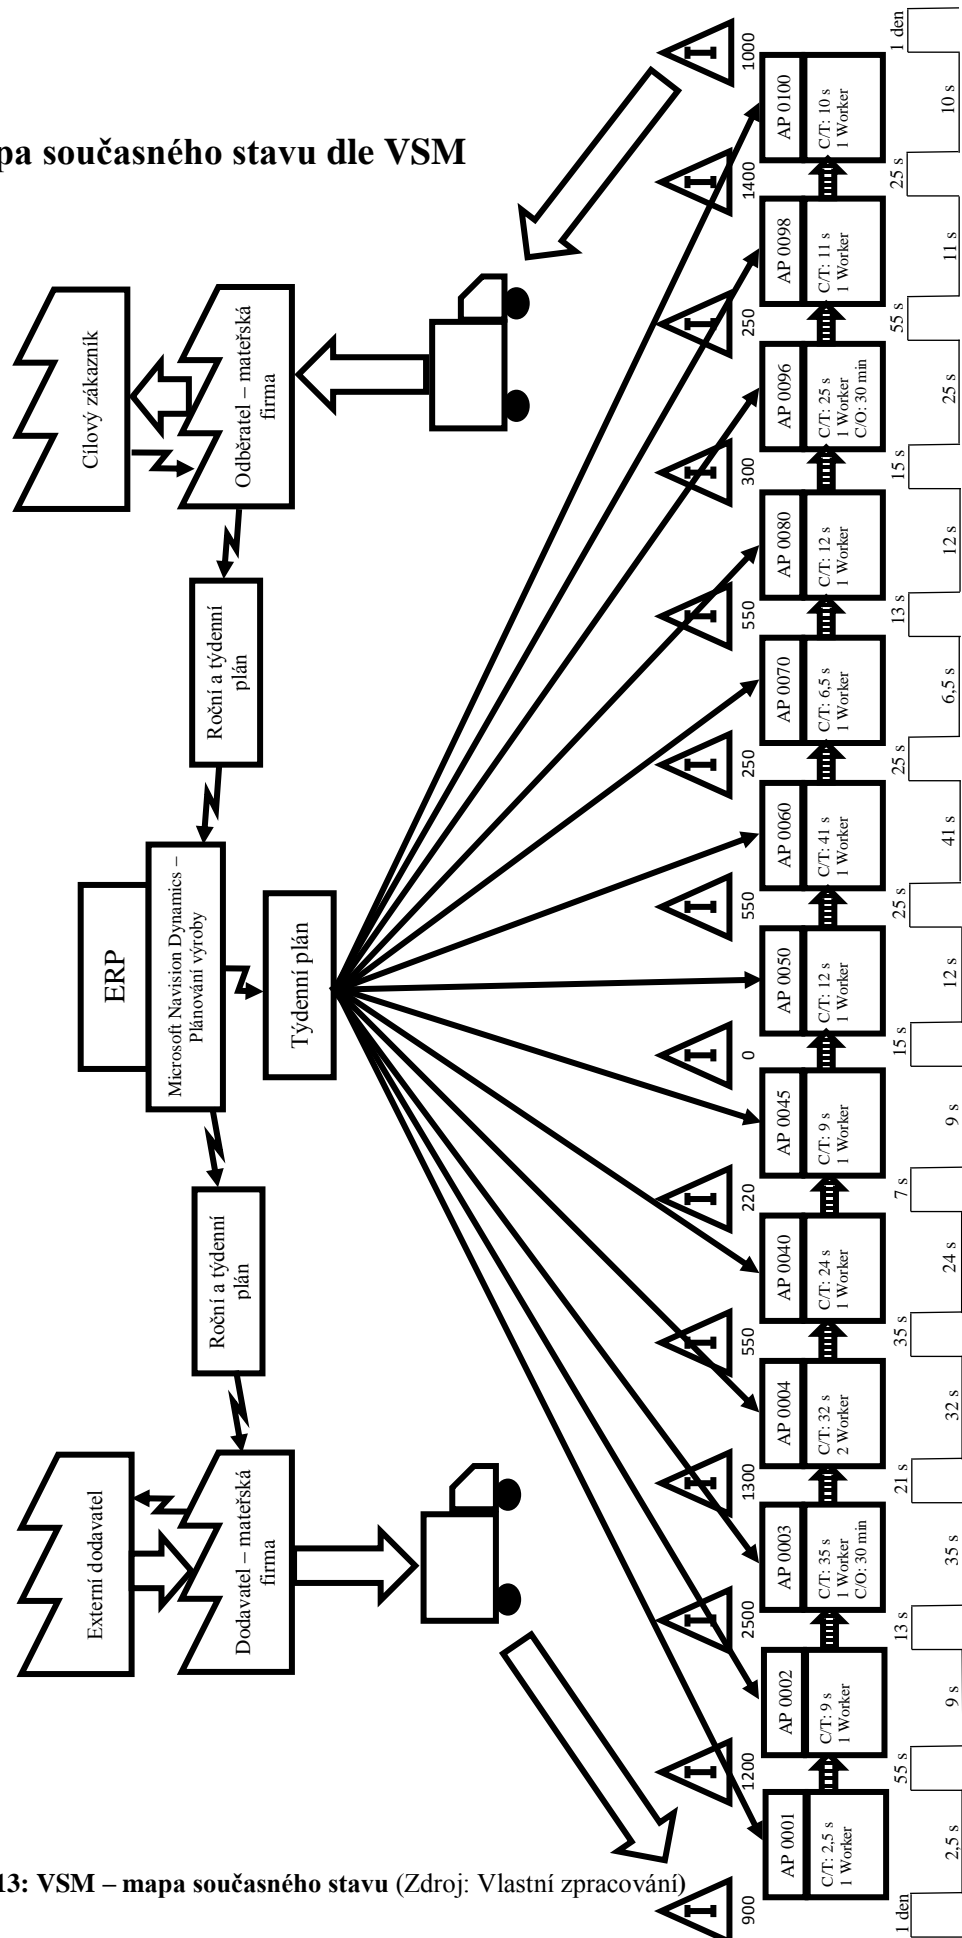 pa současného stavu dle VSM
Externí dodavatel
Dodavatel – mateřská
firma
Roční a týdenní
plán
ERP
Microsoft Navision Dynamics –
Plánování výroby
Týdenní plán
Roční a týdenní
plán
Cílový zákazník
Odběratel – mateřská
firma
900
1200
2500
1300
550
220
0
550
250
550
300
250
1400
1000
AP 0001
C/T: 2,5 s
1 Worker
AP 0002
C/T: 9 s
1 Worker
AP 0003
C/T: 35 s
1 Worker
C/O: 30 min
AP 0004
C/T: 32 s
2 Worker
AP 0040
C/T: 24 s
1 Worker
AP 0045
C/T: 9 s
1 Worker
AP 0050
C/T: 12 s
1 Worker
AP 0060
C/T: 41 s
1 Worker
AP 0070
C/T: 6,5 s
1 Worker
AP 0080
C/T: 12 s
1 Worker
AP 0096
C/T: 25 s
1 Worker
C/O: 30 min
AP 0098
C/T: 11 s
1 Worker
AP 0100
C/T: 10 s
1 Worker
1 den
2,5 s
55 s
9 s
13 s
35 s
21 s
32 s
35 s
24 s
7 s
9 s
15 s
12 s
25 s
41 s
25 s
6,5 s
13 s
12 s
15 s
25 s
55 s
11 s
25 s
10 s
1 den
13: VSM – mapa současného stavu (Zdroj: Vlastní zpracování)